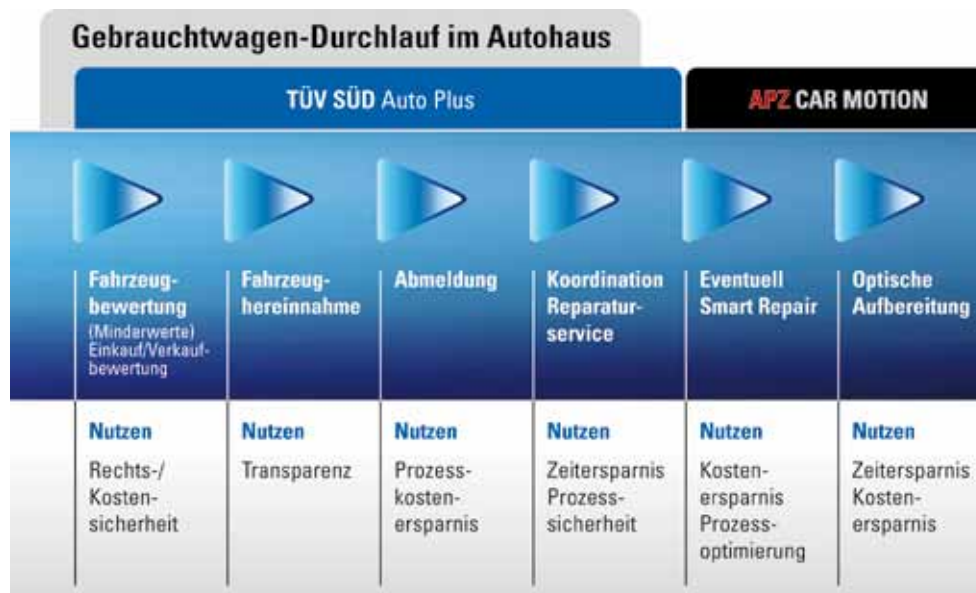 Gebrauchtwagen-Durchlauf im Autohaus
TÜV SÜD Auto Plus
APZ CAR MOTION
Fahrzeug-
bewertung
(Minderwerte)
Einkauf/Verkauf-
bewertung
Fahrzeug-
hereinnahme
Abmeldung
Koordination
Reparatur-
service
Eventuell
Smart Repair
Optische
Aufbereitung
Nutzen
Rechts-/
Kosten-
sicherheit
Nutzen
Transparenz
Nutzen
Prozess-
kosten-
ersparnis
Nutzen
Zeitersparnis
Prozess-
sicherheit
Nutzen
Kosten-
ersparnis
Prozess-
optimierung
Nutzen
Zeitersparnis
Kosten-
ersparnis